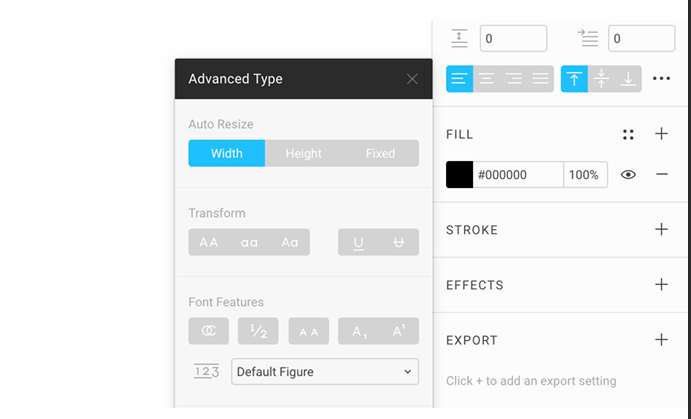 0
0
Advanced Type
Auto Resize
Width Height Fixed
Transform
AA aa Aa U U
Font Features
½ AA A, A'
123 Default Figure
FILL
#000000 100%
STROKE
EFFECTS
EXPORT
Click + to add an export setting